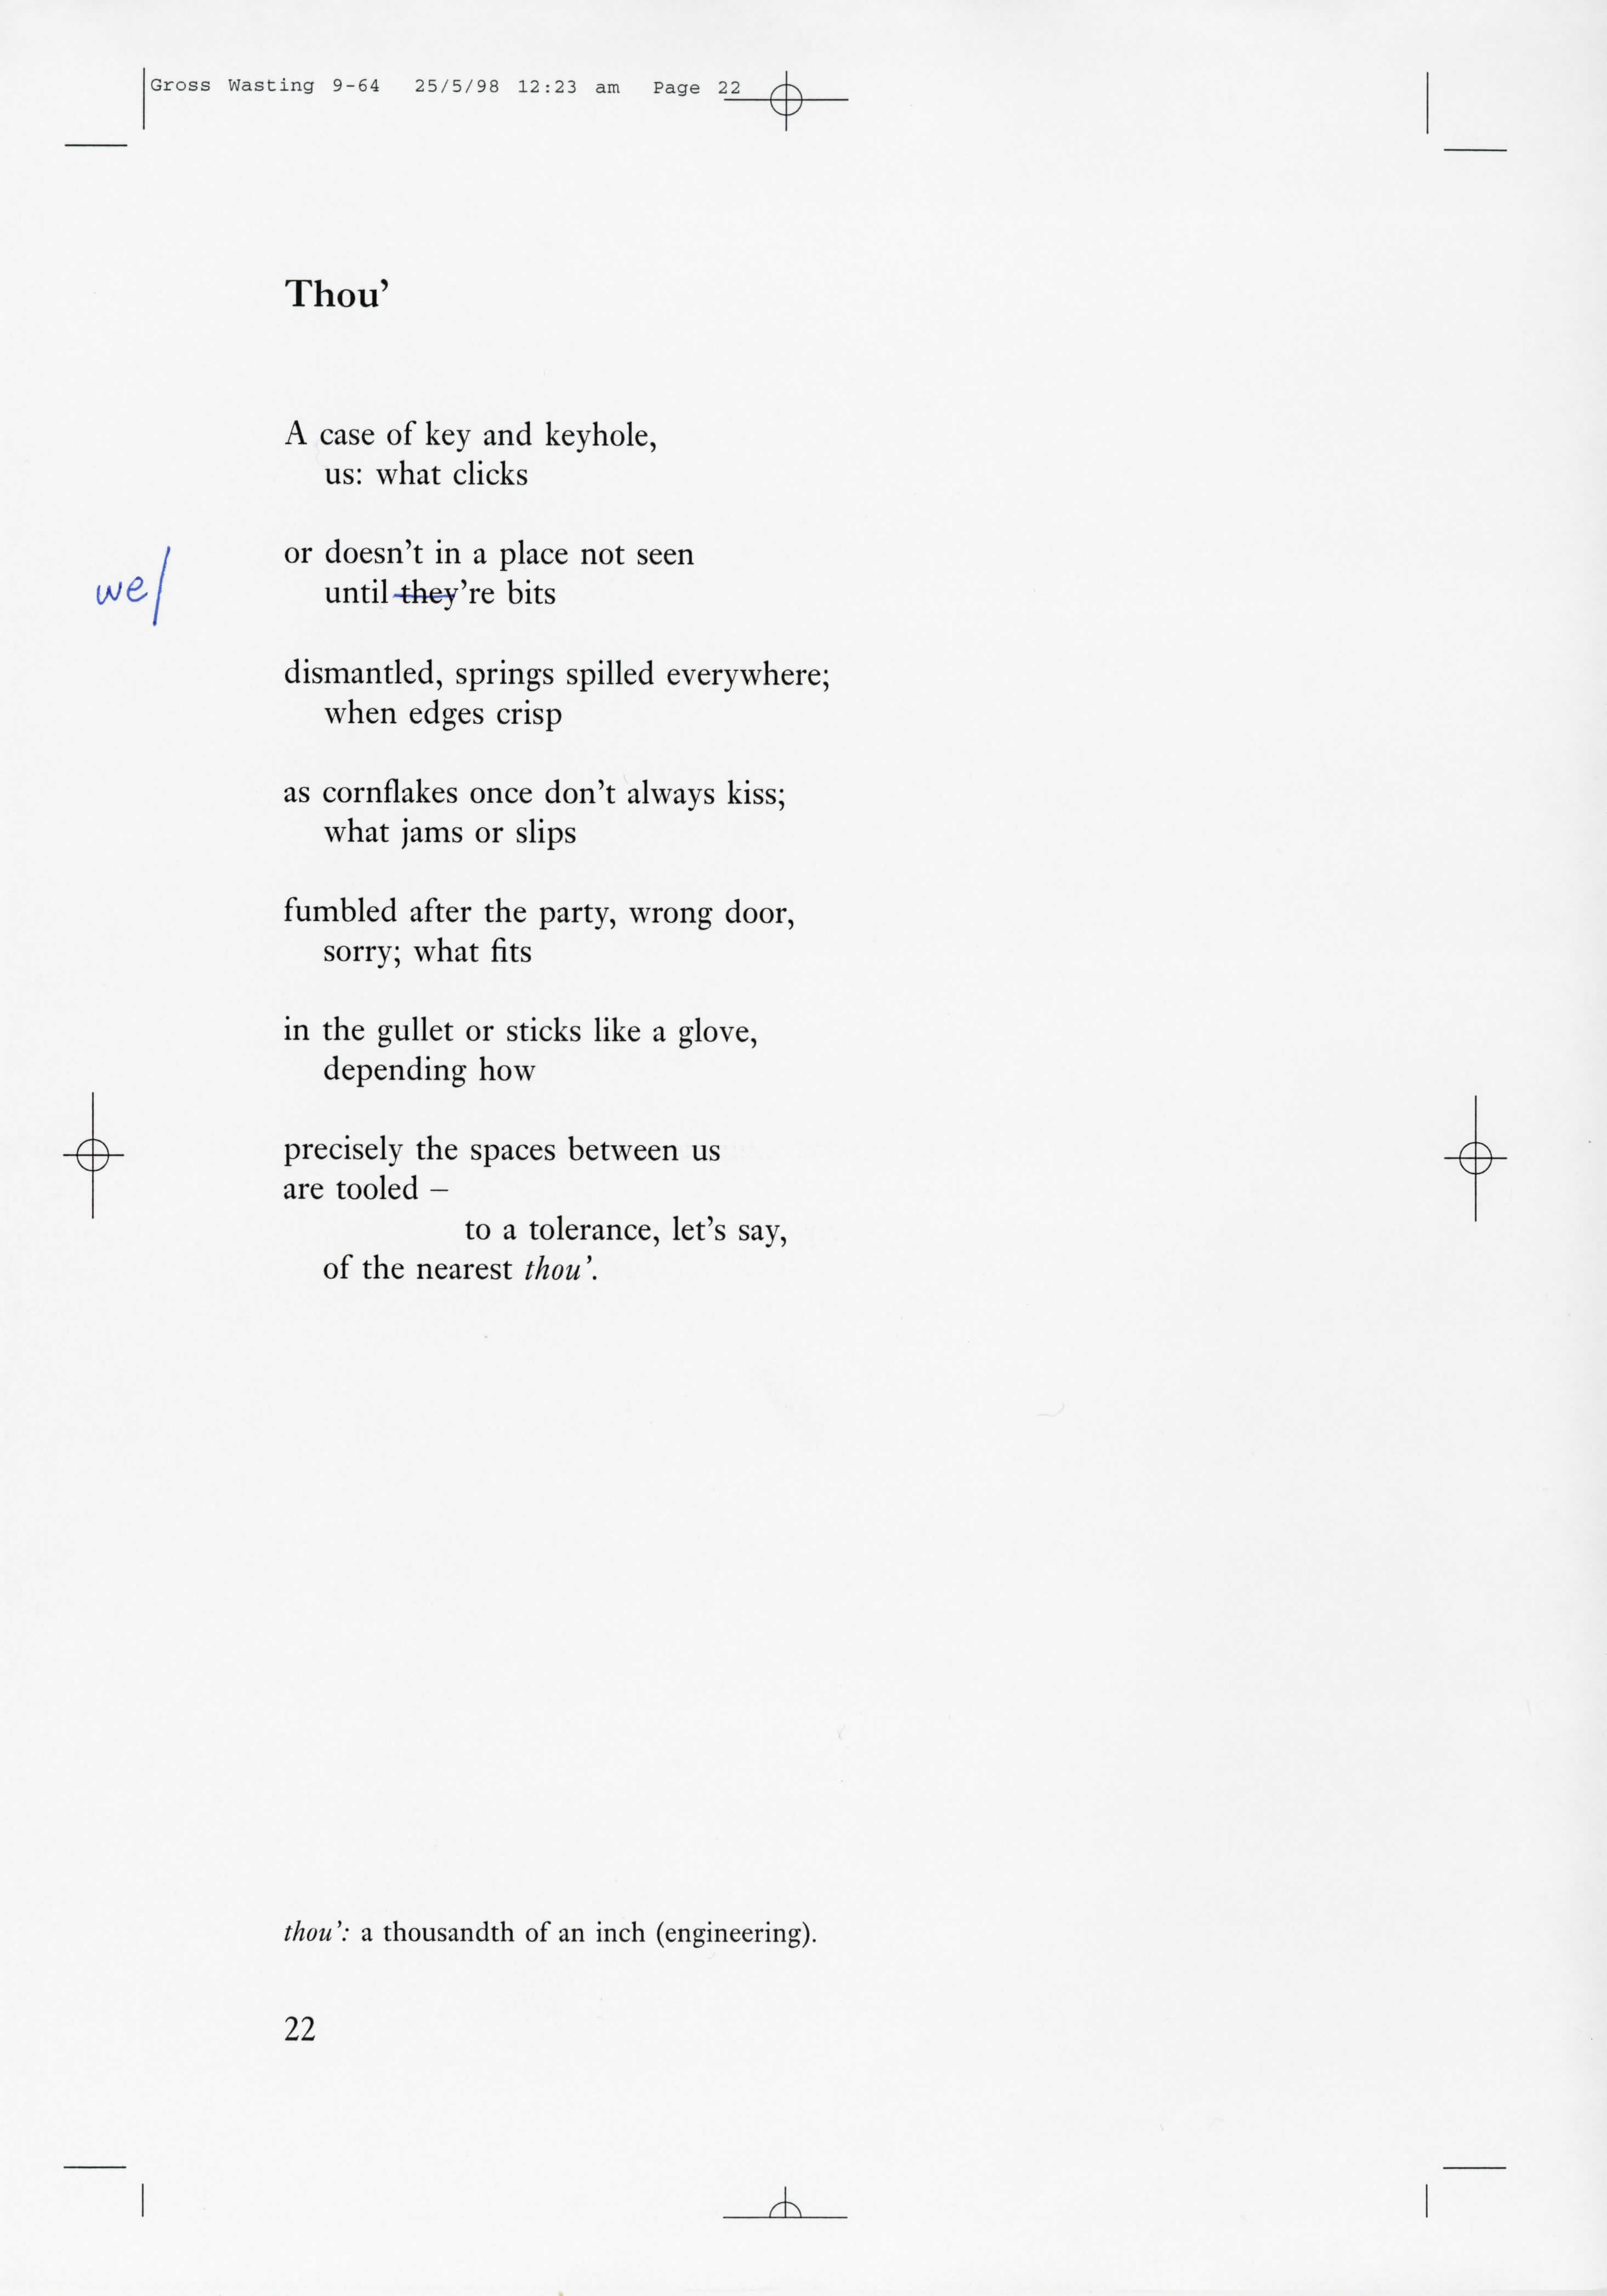 Gross Wasting 9-64 25/5/98 12:23 am Page 22
Thou’
A case of key and keyhole,
us: what clicks
or doesn’t in a place not seen
we/
until they’re bits
dismantled, springs spilled everywhere;
when edges crisp
as cornflakes once don’t always kiss;
what jams or slips
fumbled after the party, wrong door,
sorry; what fits
in the gullet or sticks like a glove,
depending how
precisely the spaces between us
are tooled –
to a tolerance, let’s say,
of the nearest thou’.
thou’: a thousandth of an inch (engineering).
22